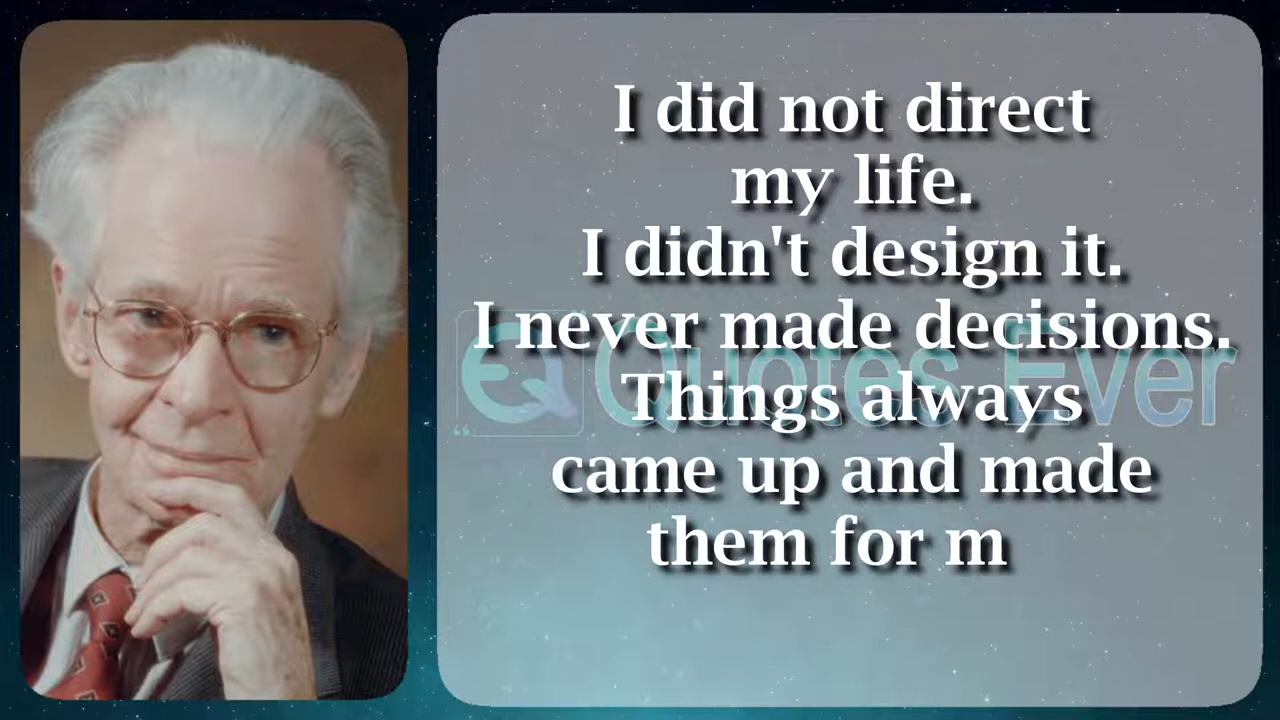 I did not direct
my life.
I didn't design it.
I never made decisions.
Quotes Ever
Things always
came up and made
them for m